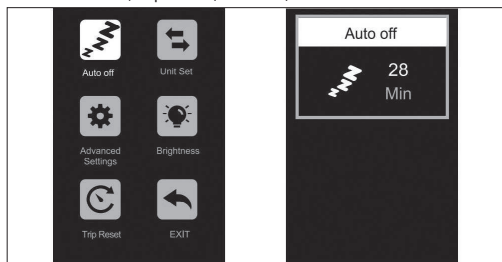 Auto off
Unit Set
Advanced
Settings
Brightness
Trip Reset
EXIT
Auto off
28
Min